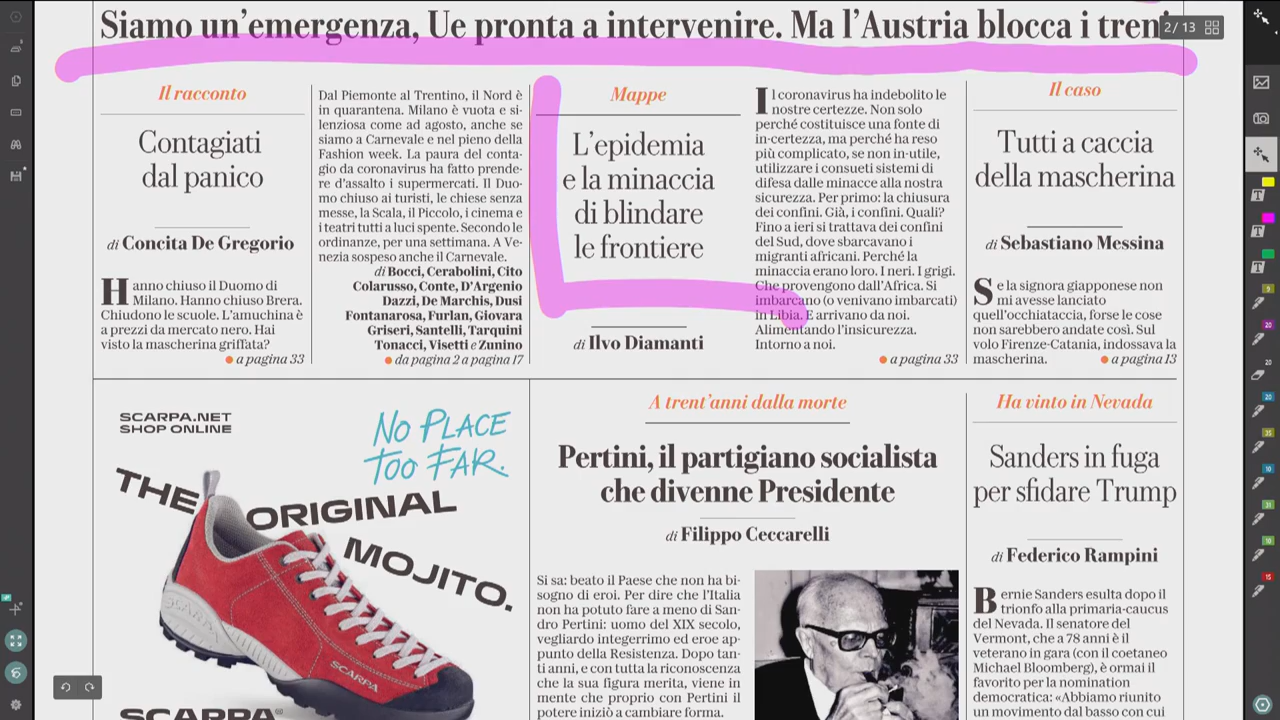 Siamo un'emergenza, Ue pronta a intervenire. Ma l'Austria blocca i treni
2/13
Il racconto
Contagiati
dal panico
di Concita De Gregorio
Hanno chiuso il Duomo di
Milano. Hanno chiuso Brera.
Chiudono le scuole. L'amuchina è
a prezzi da mercato nero. Hai
visto la mascherina griffata?
a pagina 33
Dal Piemonte al Trentino, il Nord è
in quarantena. Milano è vuota e si-
lenziosa come ad agosto, anche se
siamo a Carnevale e nel pieno della
Fashion week. La paura del conta-
gio da coronavirus ha fatto prende-
re d'assalto i supermercati. Il Duo-
mo chiuso ai turisti, le chiese senza
messe, la Scala, il Piccolo, i cinema e
i teatri tutti a luci spente. Secondo le
ordinanze, per una settimana. A Ve-
nezia sospeso anche il Carnevale.
di Bocci, Cerabolini, Cito
Colarusso, Conte, D'Argenio
Dazzi, De Marchis, Dusi
Fontanarosa, Furlan, Giovara
Griseri, Santelli, Tarquini
Tonacci, Visetti e Zunino
da pagina 2 a pagina 17
Mappe
L'epidemia
e la minaccia
di blindare
le frontiere
di Ilvo Diamanti
Il coronavirus ha indebolito le
nostre certezze. Non solo
perché costituisce una fonte di
in-certezza, ma perché ha reso
più complicato, se non in-utile,
utilizzare i consueti sistemi di
difesa dalle minacce alla nostra
sicurezza. Per primo: la chiusura
dei confini. Già, i confini. Quali?
Fino a ieri si trattava dei confini
del Sud, dove sbarcavano i
migranti africani. Perché la
minaccia erano loro. I neri. I grigi.
Che provengono dall'Africa. Si
imbarcano (o venivano imbarcati)
in Libia. E arrivano da noi.
Alimentando l'insicurezza.
Intorno a noi.
a pagina 33
Il caso
Tutti a caccia
della mascherina
di Sebastiano Messina
Se la signora giapponese non
mi avesse lanciato
quell'occhiataccia, forse le cose
non sarebbero andate così. Sul
volo Firenze-Catania, indossava la
mascherina.
a pagina 13
SCARPA.NET
SHOP ONLINE
NO PLACE
TOO FAR.
THE ORIGINAL
MOJITO.
SCARPA
SCARPA
SCARPA
A trent'anni dalla morte
Pertini, il partigiano socialista
che divenne Presidente
di Filippo Ceccarelli
Si sa: beato il Paese che non ha bi-
sogno di eroi. Per dire che l'Italia
non ha potuto fare a meno di San-
dro Pertini: uomo del XIX secolo,
vegliardo integerrimo ed eroe ap-
punto della Resistenza. Dopo tan-
ti anni, e con tutta la riconoscenza
che la sua figura merita, viene in
mente che proprio con Pertini il
potere iniziò a cambiare forma.
Ha vinto in Nevada
Sanders in fuga
per sfidare Trump
di Federico Rampini
Bernie Sanders esulta dopo il
trionfo alla primaria-caucus
del Nevada. Il senatore del
Vermont, che a 78 anni è il
veterano in gara (con il coetaneo
Michael Bloomberg), è ormai il
favorito per la nomination
democratica: «Abbiamo riunito
un movimento dal basso con cui